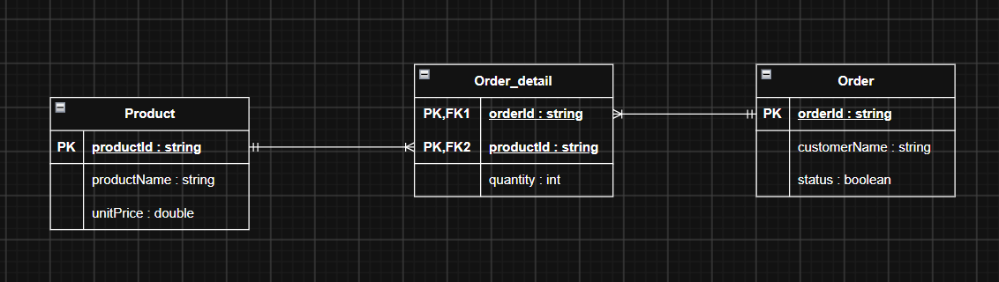 Product
PK productId : string
productName : string
unitPrice : double
Order_detail
PK,FK1 orderId : string
PK,FK2 productId : string
quantity : int
Order
PK orderId : string
customerName : string
status : boolean